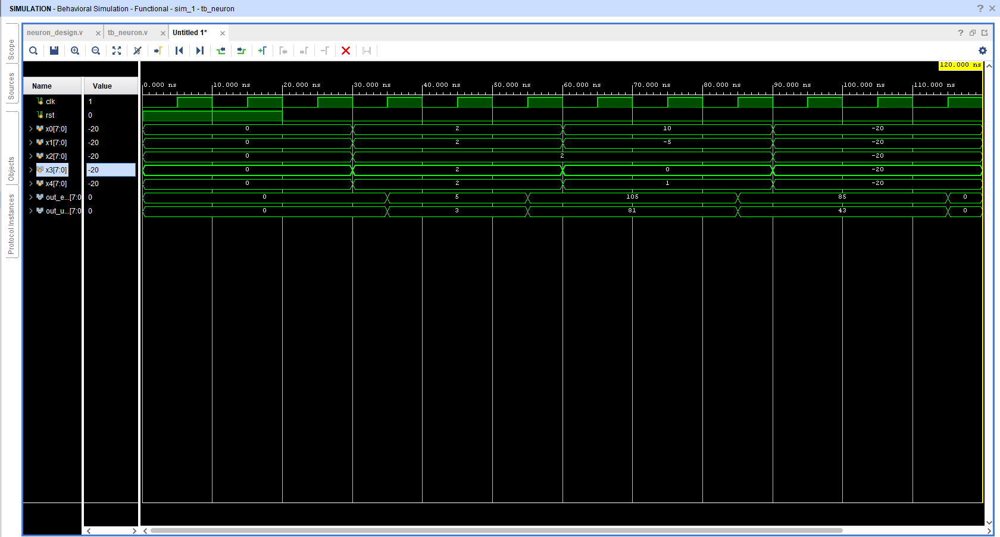 SIMULATION - Behavioral Simulation - Functional - sim_1 - tb_neuron
Scope
Sources
Objects
Protocol Instances
neuron_design.v
tb_neuron.v
Untitled 1*
120.000 ns
Name Value
0.000 ns 10.000 ns 20.000 ns 30.000 ns 40.000 ns 50.000 ns 60.000 ns 70.000 ns 80.000 ns 90.000 ns 100.000 ns 110.000 ns
clk 1
rst 0
x0[7:0] -20 0 2 10 -20
x1[7:0] -20 0 2 -5 -20
x2[7:0] -20 0 2 -20
x3[7:0] -20 0 2 0 -20
x4[7:0] -20 0 2 1 -20
out_e...[7:0 0 0 5 105 85 0
out_u...[7:0 0 0 3 81 43 0